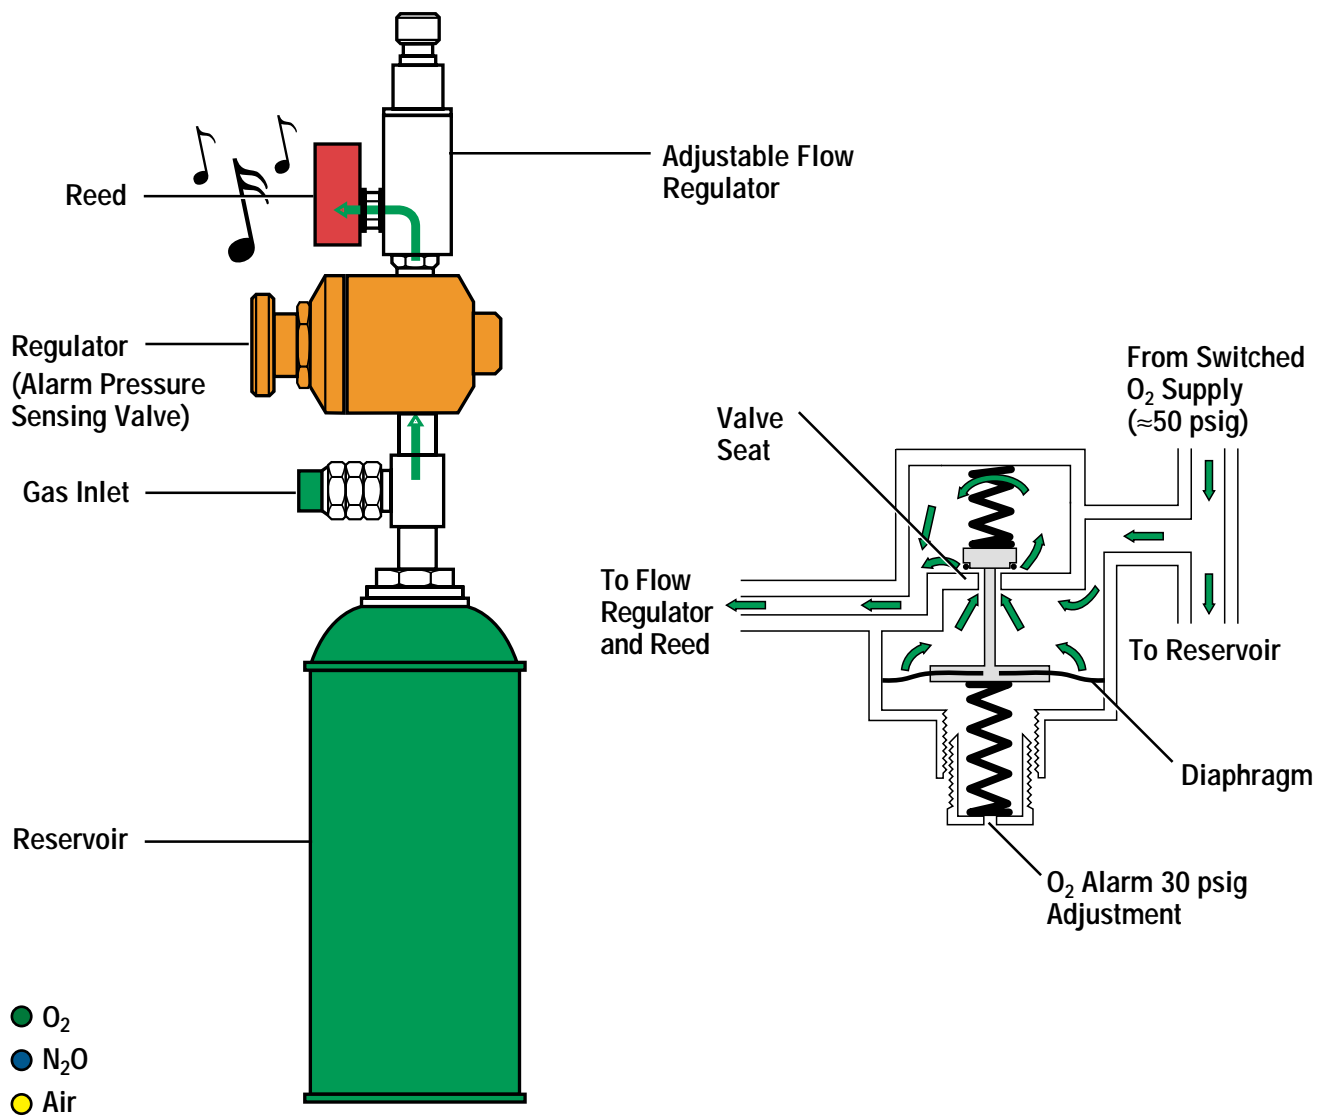 Adjustable Flow
Regulator
Reed
Regulator
(Alarm Pressure
Sensing Valve)
Gas Inlet
Reservoir
From Switched
O₂ Supply
(≈50 psig)
Valve
Seat
To Flow
Regulator
and Reed
To Reservoir
Diaphragm
O₂ Alarm 30 psig
Adjustment
O₂
N₂O
Air